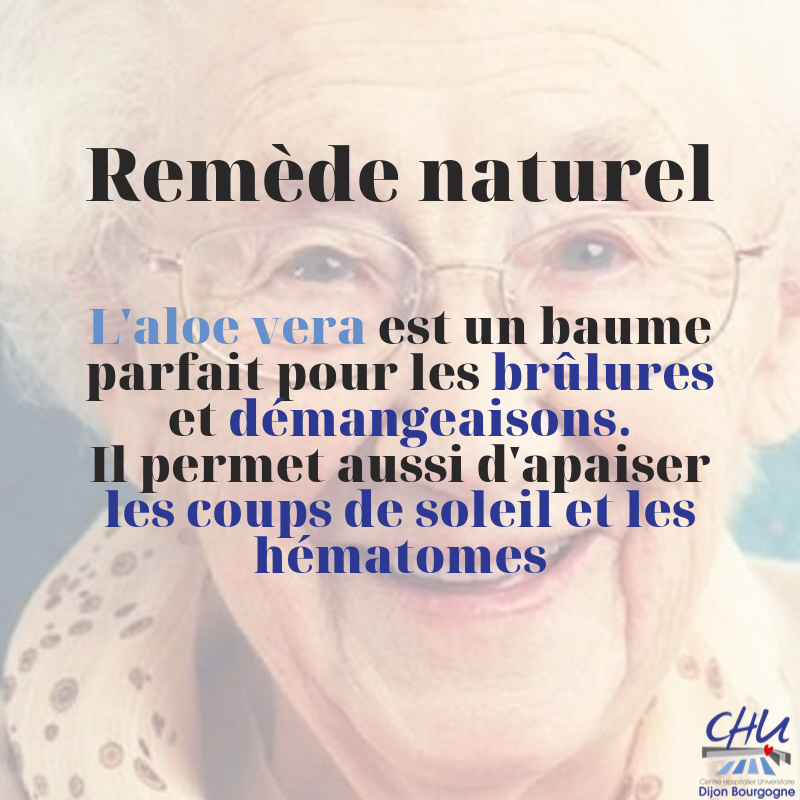 Remède naturel
L'aloe vera est un baume
parfait pour les brûlures
et démangeaisons.
Il permet aussi d'apaiser
les coups de soleil et les
hématomes
CHU
Centre Hospitalier Universitaire
Dijon Bourgogne